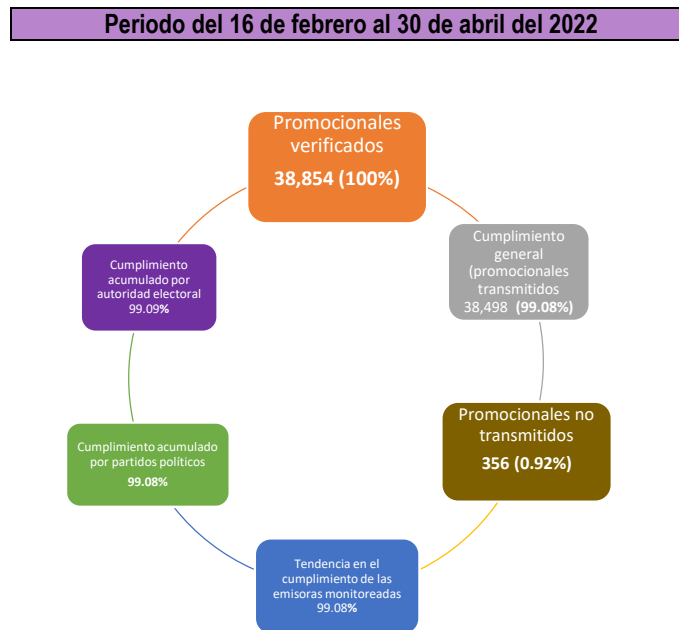 Periodo del 16 de febrero al 30 de abril del 2022
Promocionales
verificados
38,854 (100%)
Cumplimiento
general
(promocionales
transmitidos
38,498 (99.08%)
Promocionales no
transmitidos
356 (0.92%)
Tendencia en el
cumplimiento de las
emisoras monitoreadas
99.08%
Cumplimiento acumulado
por partidos políticos
99.08%
Cumplimiento
acumulado por
autoridad electoral
99.09%